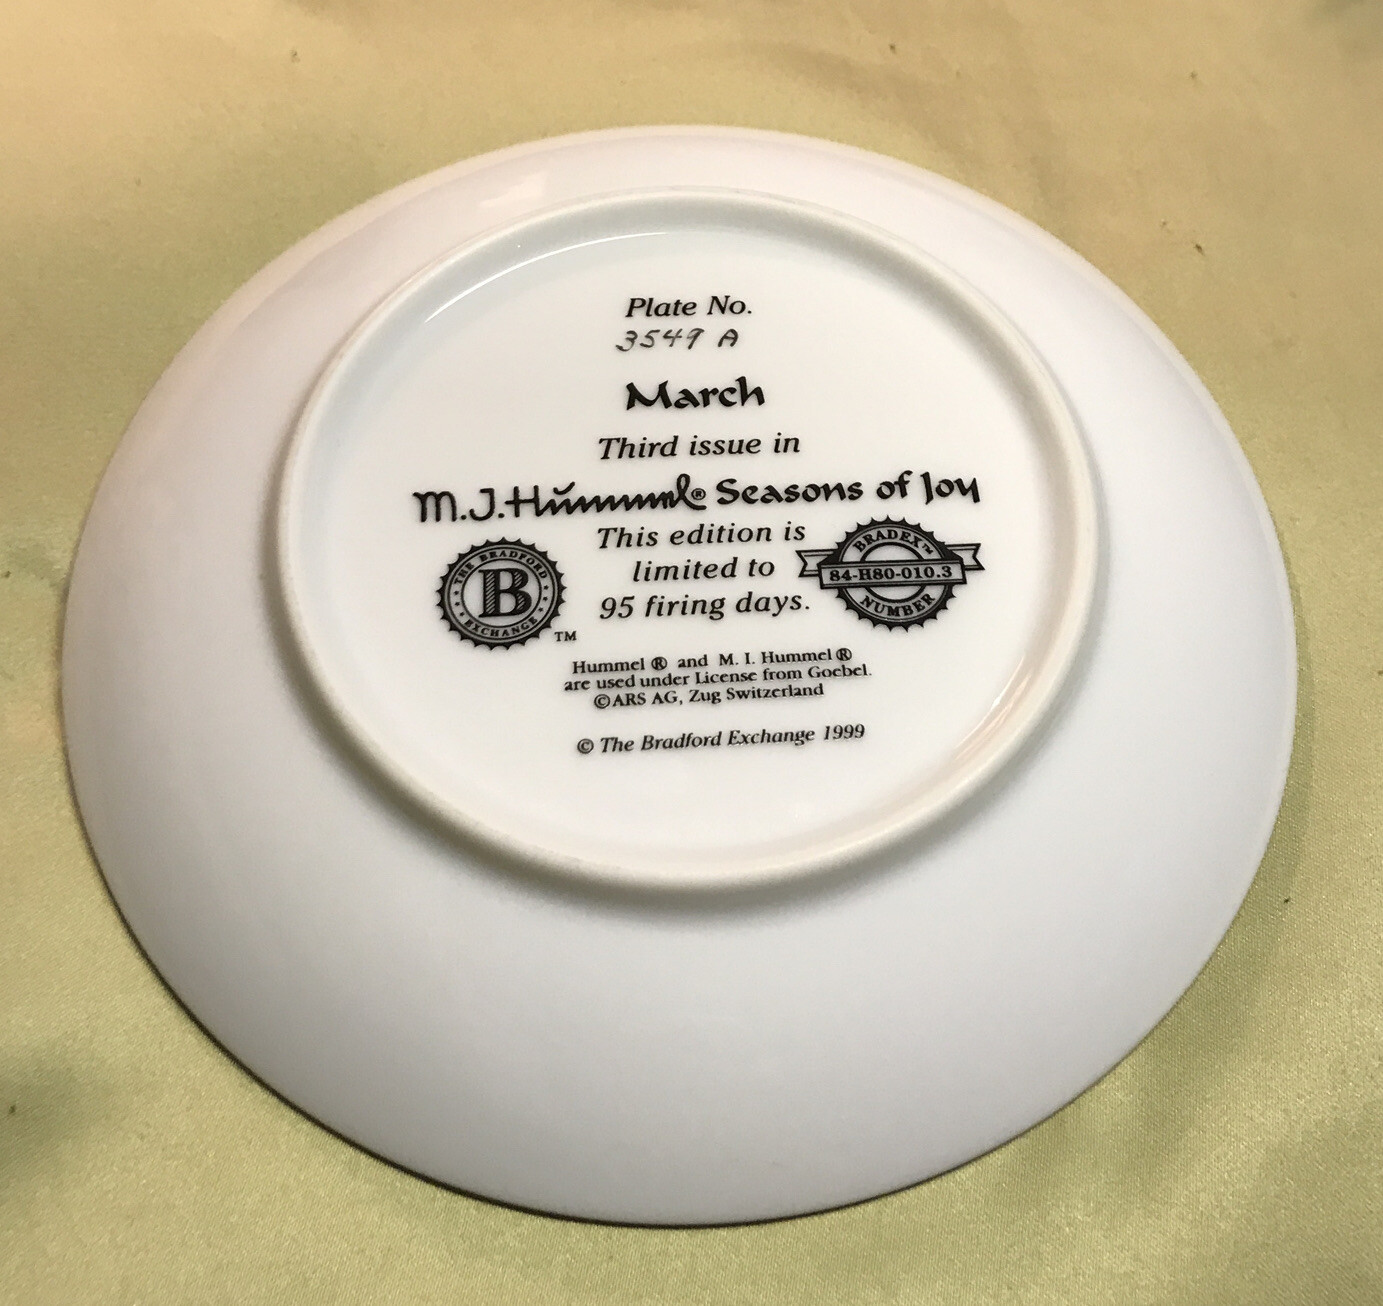 Plate No.
3549 A
March
Third issue in
M.J.Hummel® Seasons of Joy
This edition is
limited to
95 firing days.
THE BRADFORD
B
EXCHANGE
TM
BRADEX™
84-H80-010.3
NUMBER
Hummel ® and M. I. Hummel ®
are used under License from Goebel.
©ARS AG, Zug Switzerland
© The Bradford Exchange 1999